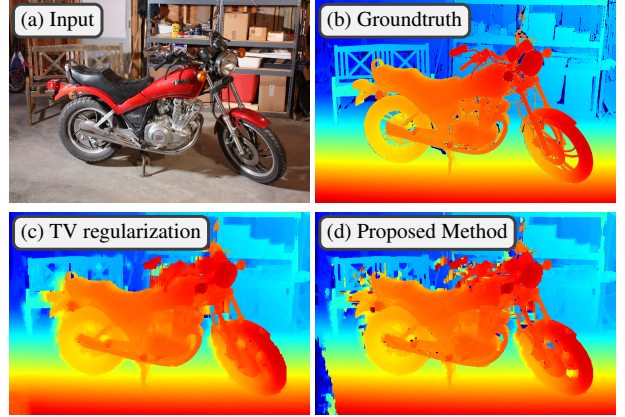 (a) Input
(b) Groundtruth
(c) TV regularization
(d) Proposed Method